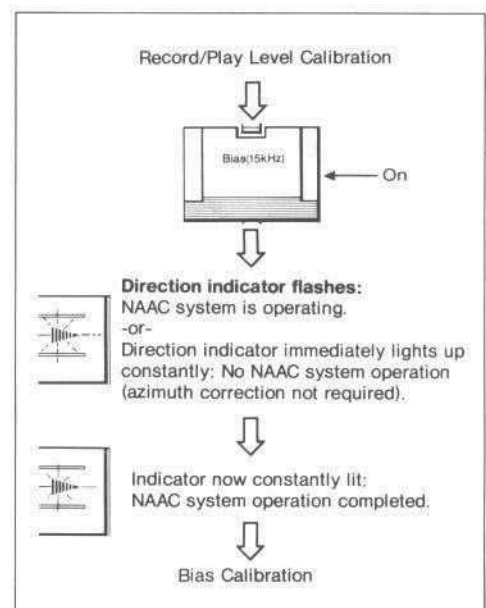 Record/Play Level Calibration
Bias(15kHz)
On
Direction indicator flashes:
NAAC system is operating.
-or-
Direction indicator immediately lights up
constantly: No NAAC system operation
(azimuth correction not required).
Indicator now constantly lit:
NAAC system operation completed.
Bias Calibration